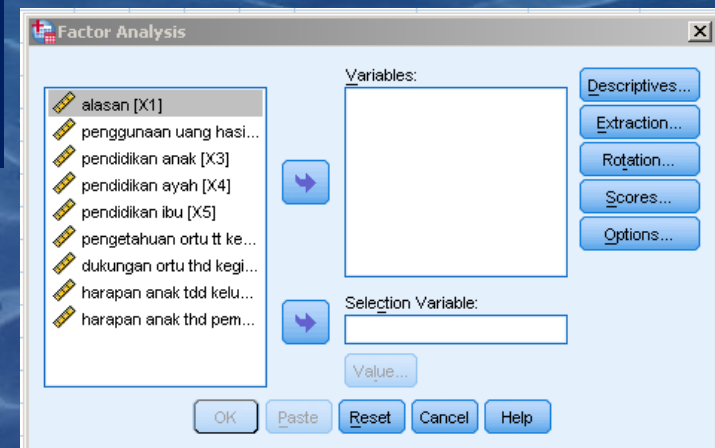 Factor Analysis
alasan [X1]
penggunaan uang hasi...
pendidikan anak [X3]
pendidikan ayah [X4]
pendidikan ibu [X5]
pengetahuan ortu tt ke...
dukungan ortu thd kegi...
harapan anak tdd kelu...
harapan anak thd pem...
Variables:
Selection Variable:
Value...
Descriptives...
Extraction...
Rotation...
Scores...
Options...
OK Paste Reset Cancel Help